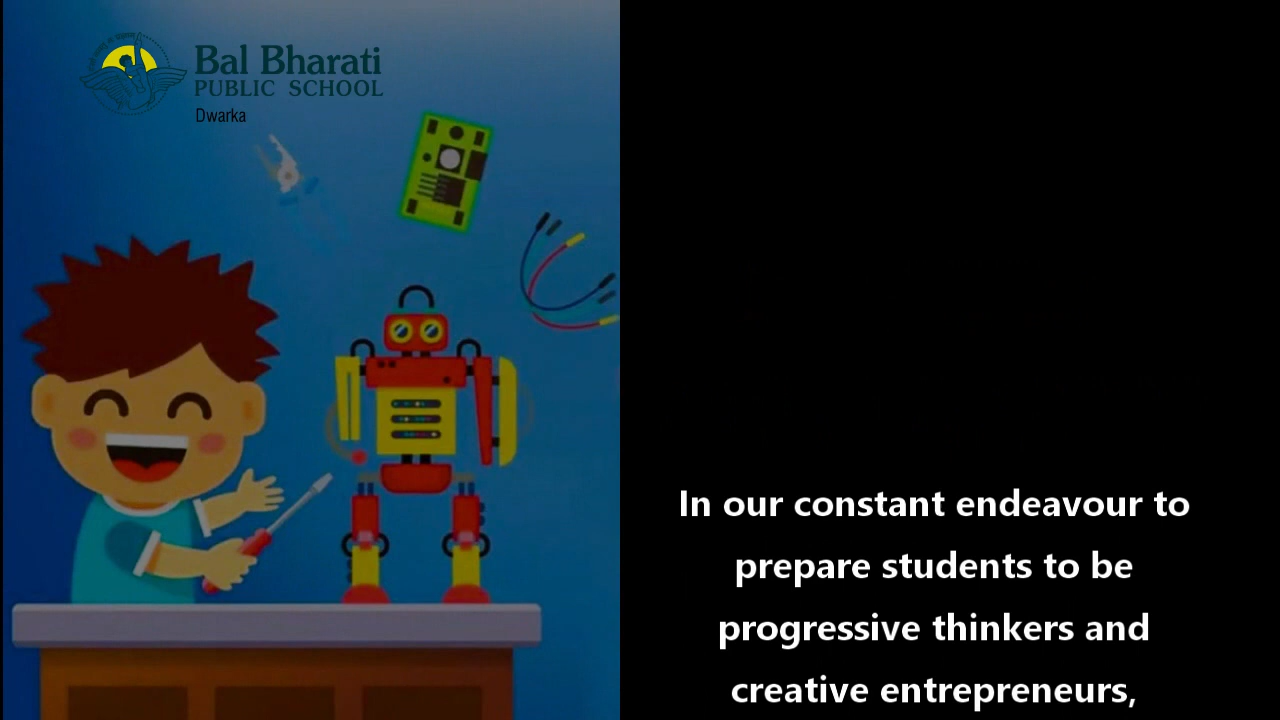 Bal Bharati
PUBLIC SCHOOL
Dwarka
In our constant endeavour to
prepare students to be
progressive thinkers and
creative entrepreneurs,